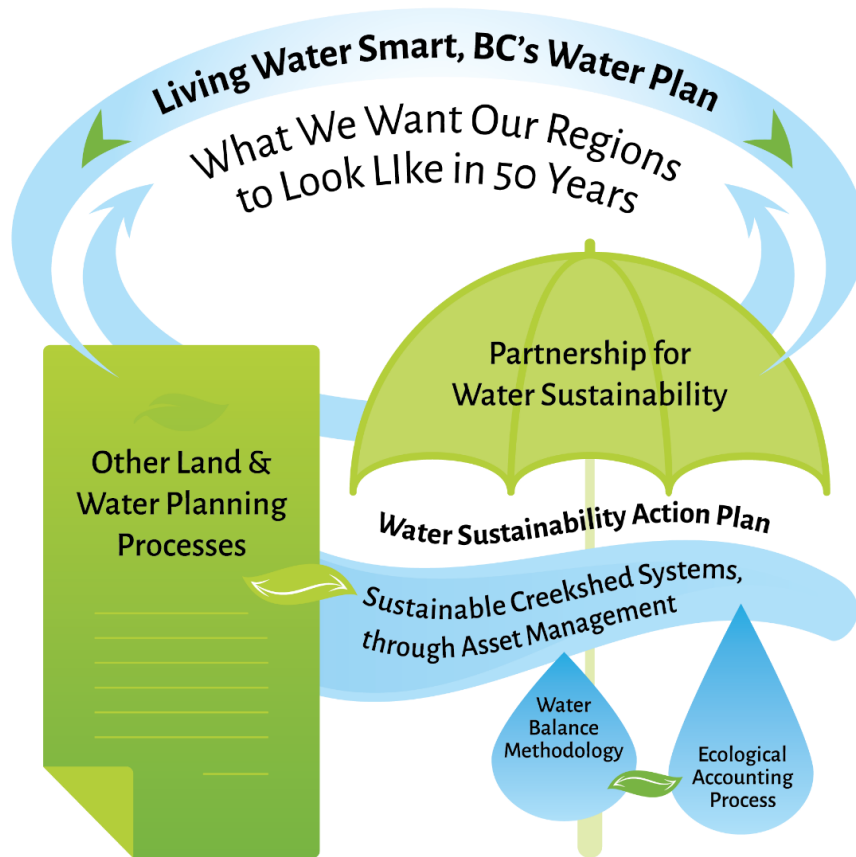 Living Water Smart, BC's Water Plan
What We Want Our Regions
to Look LIke in 50 Years
Partnership for
Water Sustainability
Other Land &
Water Planning
Processes
Water Sustainability Action Plan
Sustainable Creekshed Systems,
through Asset Management
Water
Balance
Methodology
Ecological
Accounting
Process